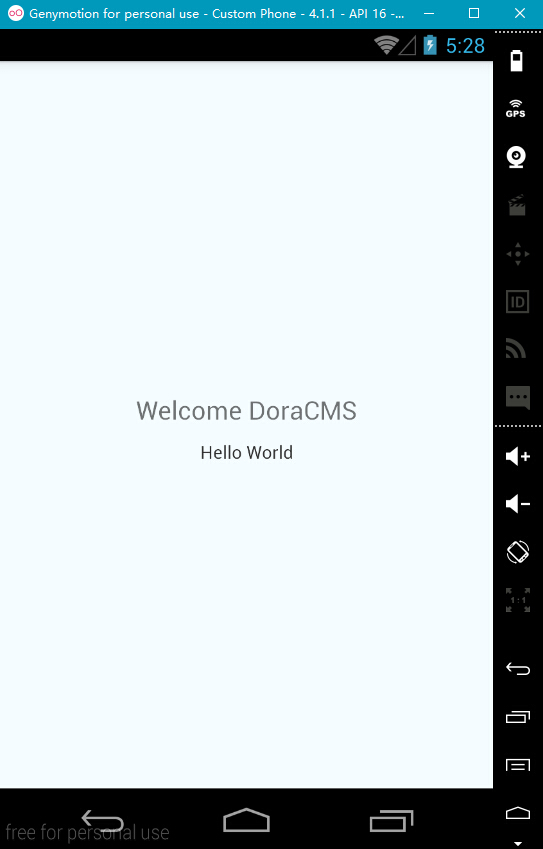 Genymotion for personal use - Custom Phone - 4.1.1 - API 16 -...
5:28
GPS
ID
Welcome DoraCMS
Hello World
1:1
free for personal use